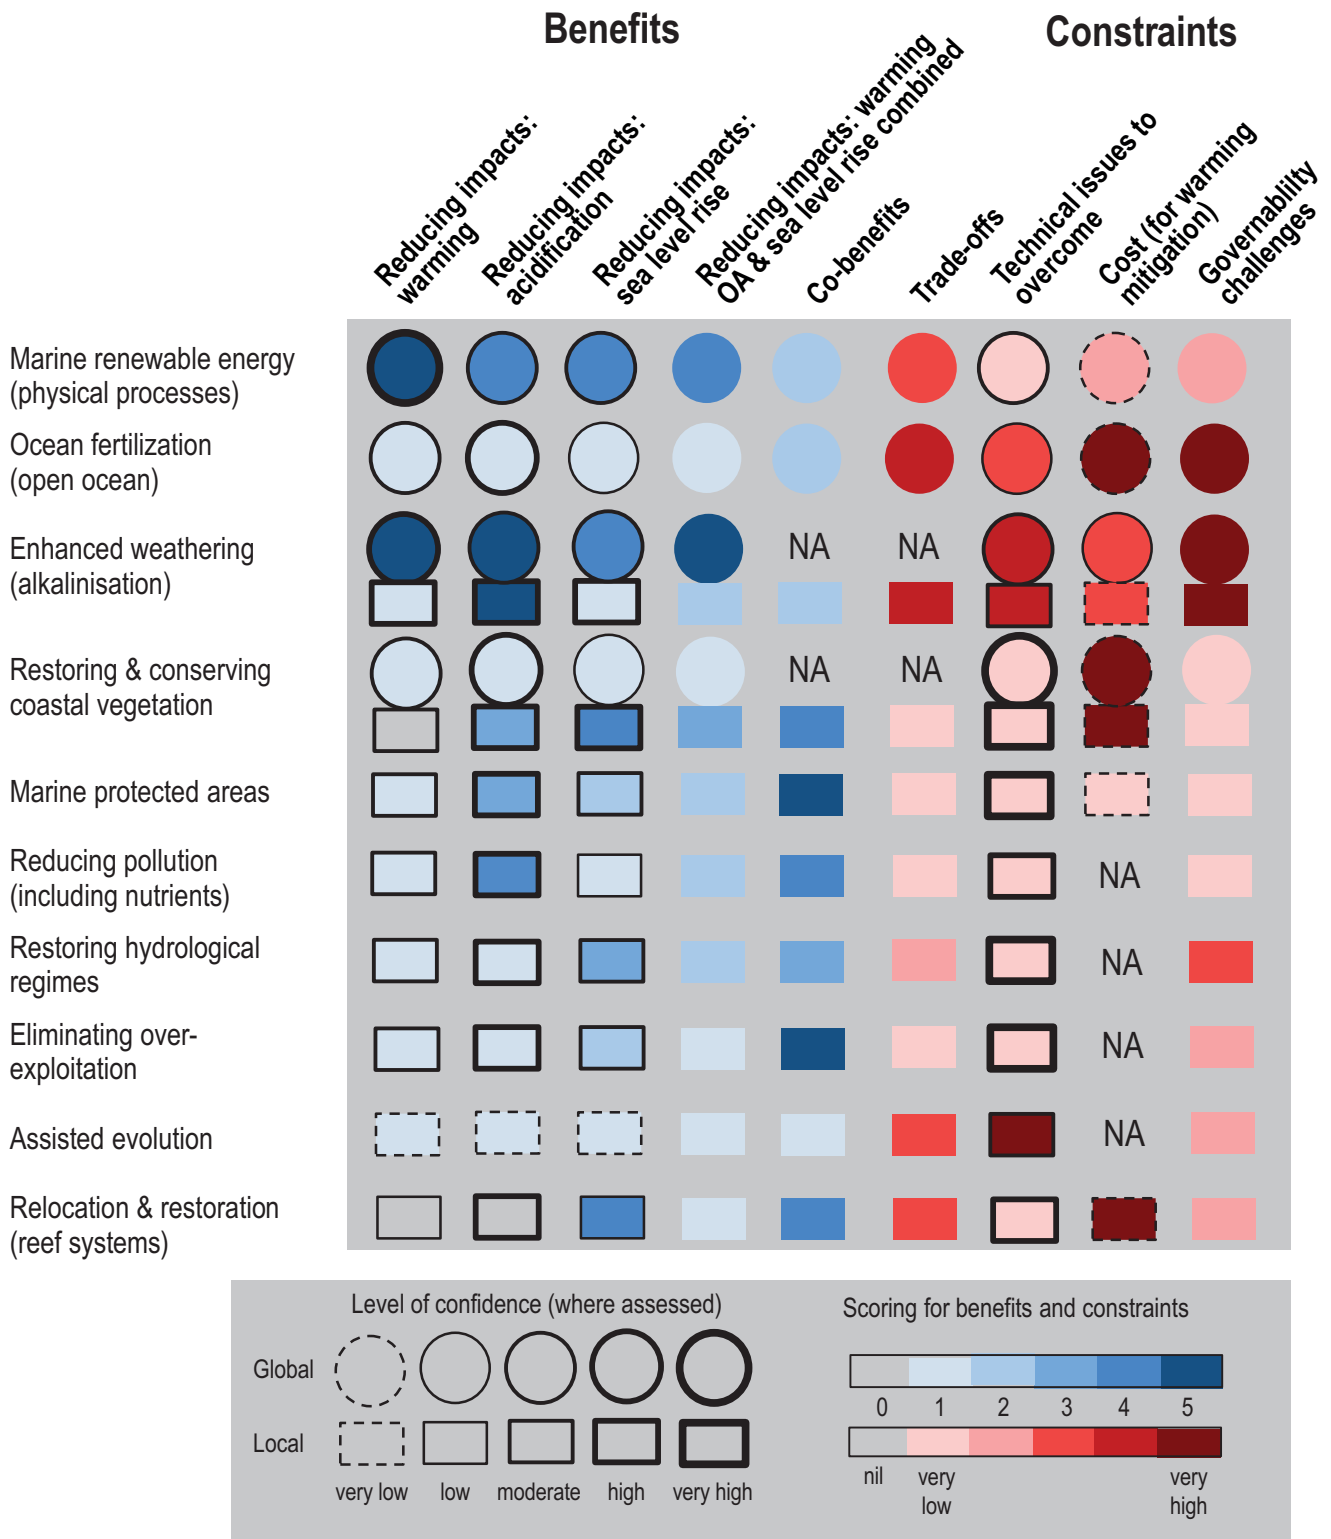 Benefits
Constraints
Reducing impacts:
warming
Reducing impacts:
acidification
Reducing impacts:
sea level rise
Reducing impacts: warming
OA & sea level rise combined
Co-benefits
Trade-offs
Technical issues to
overcome
Cost (for warming
mitigation)
Governablity
challenges
Marine renewable energy
(physical processes)
Ocean fertilization
(open ocean)
Enhanced weathering
(alkalinisation)
NA
NA
Restoring & conserving
coastal vegetation
NA
NA
Marine protected areas
Reducing pollution
(including nutrients)
NA
Restoring hydrological
regimes
NA
Eliminating over-
exploitation
NA
Assisted evolution
NA
Relocation & restoration
(reef systems)
Level of confidence (where assessed)
Global
Local
very low
low
moderate
high
very high
Scoring for benefits and constraints
0 1 2 3 4 5
nil
very
low
very
high